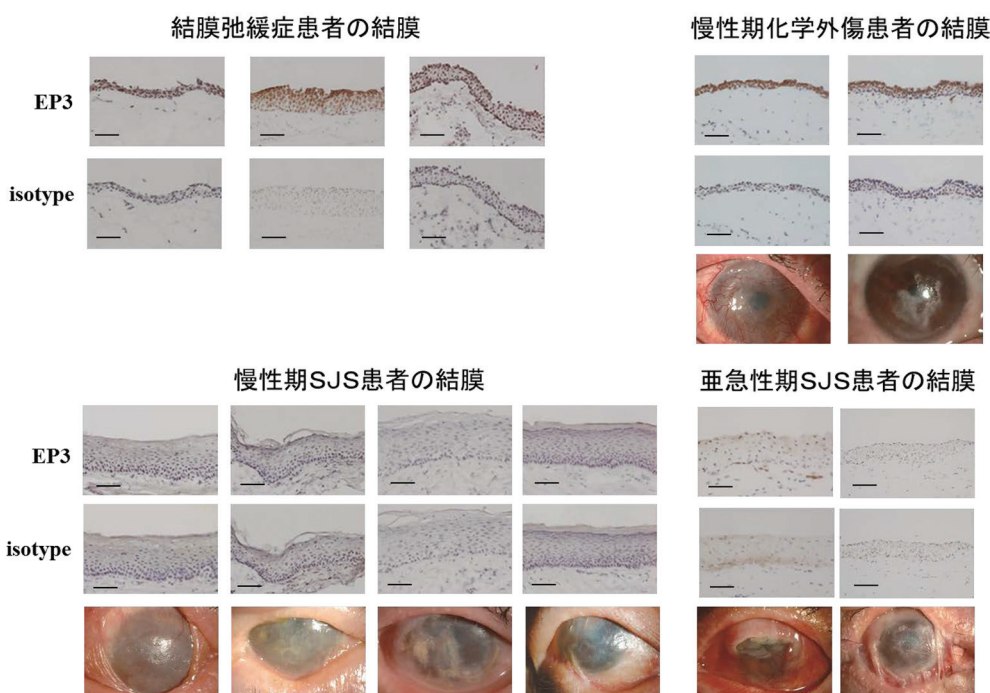 結膜弛緩症患者の結膜
慢性期化学外傷患者の結膜
EP3
isotype
慢性期SJS患者の結膜
亜急性期SJS患者の結膜
EP3
isotype